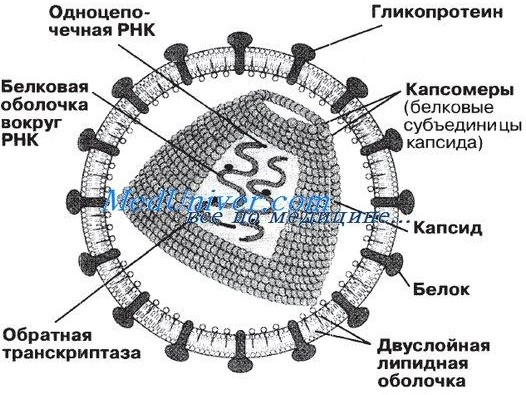 Одноцепо-
чечная РНК
Гликопротеин
Белковая
оболочка
вокруг
РНК
Капсомеры
(белковые
субъединицы
капсида)
MedUniver.com
все по медицине...
Капсид
Белок
Обратная
транскриптаза
Двуслойная
липидная
оболочка